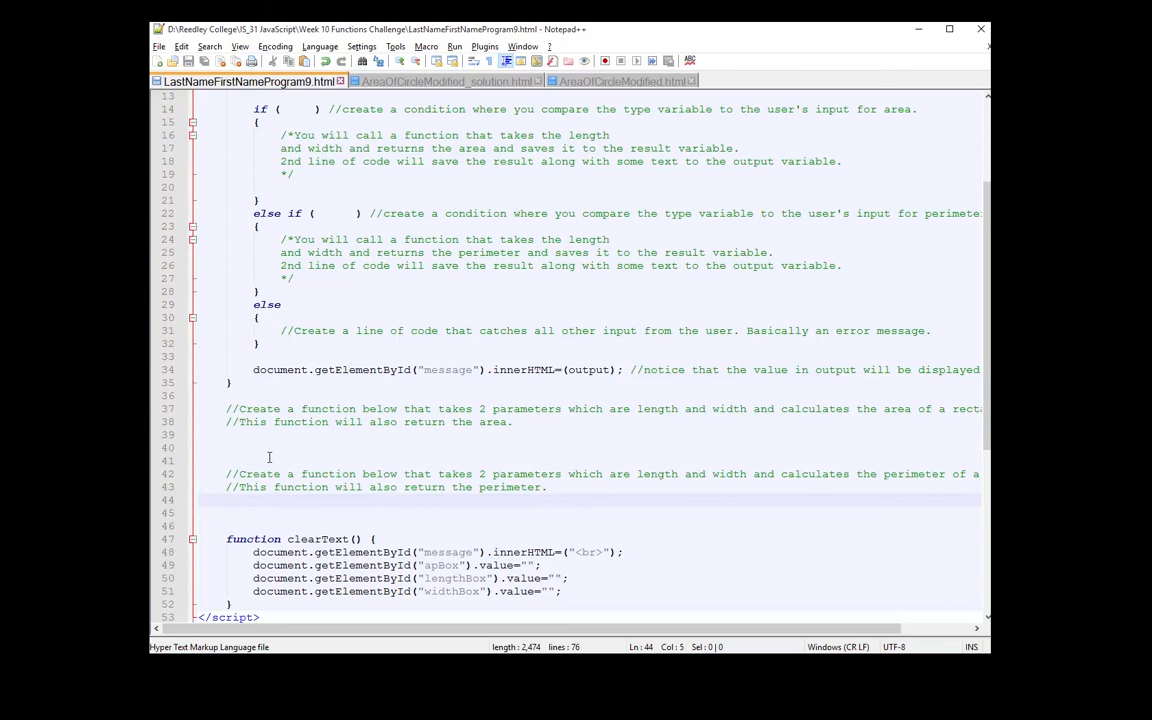 D:\Reedley College\IS_31 JavaScript\Week 10 Functions Challenge\LastNameFirstNameProgram9.html - Notepad++
File Edit Search View Encoding Language Settings Tools Macro Run Plugins Window ?
LastNameFirstNameProgram9.html AreaOfCircleModified_solution.html AreaOfCircleModified.html
13
14 if ( ) //create a condition where you compare the type variable to the user's input for area.
15 {
16 /*You will call a function that takes the length
17 and width and returns the area and saves it to the result variable.
18 2nd line of code will save the result along with some text to the output variable.
19 */
20
21 }
22 else if ( ) //create a condition where you compare the type variable to the user's input for perimete
23 {
24 /*You will call a function that takes the length
25 and width and returns the perimeter and saves it to the result variable.
26 2nd line of code will save the result along with some text to the output variable.
27 */
28 }
29 else
30 {
31 //Create a line of code that catches all other input from the user. Basically an error message.
32 }
33
34 document.getElementById("message").innerHTML=(output); //notice that the value in output will be displayed
35 }
36
37 //Create a function below that takes 2 parameters which are length and width and calculates the area of a recta
38 //This function will also return the area.
39
40
41
42 //Create a function below that takes 2 parameters which are length and width and calculates the perimeter of a
43 //This function will also return the perimeter.
44
45
46
47 function clearText() {
48 document.getElementById("message").innerHTML=("<br>");
49 document.getElementById("apBox").value="";
50 document.getElementById("lengthBox").value="";
51 document.getElementById("widthBox").value="";
52 }
53 </script>
Hyper Text Markup Language file length : 2,474 lines : 76 Ln : 44 Col : 5 Sel : 0 | 0 Windows (CR LF) UTF-8 INS